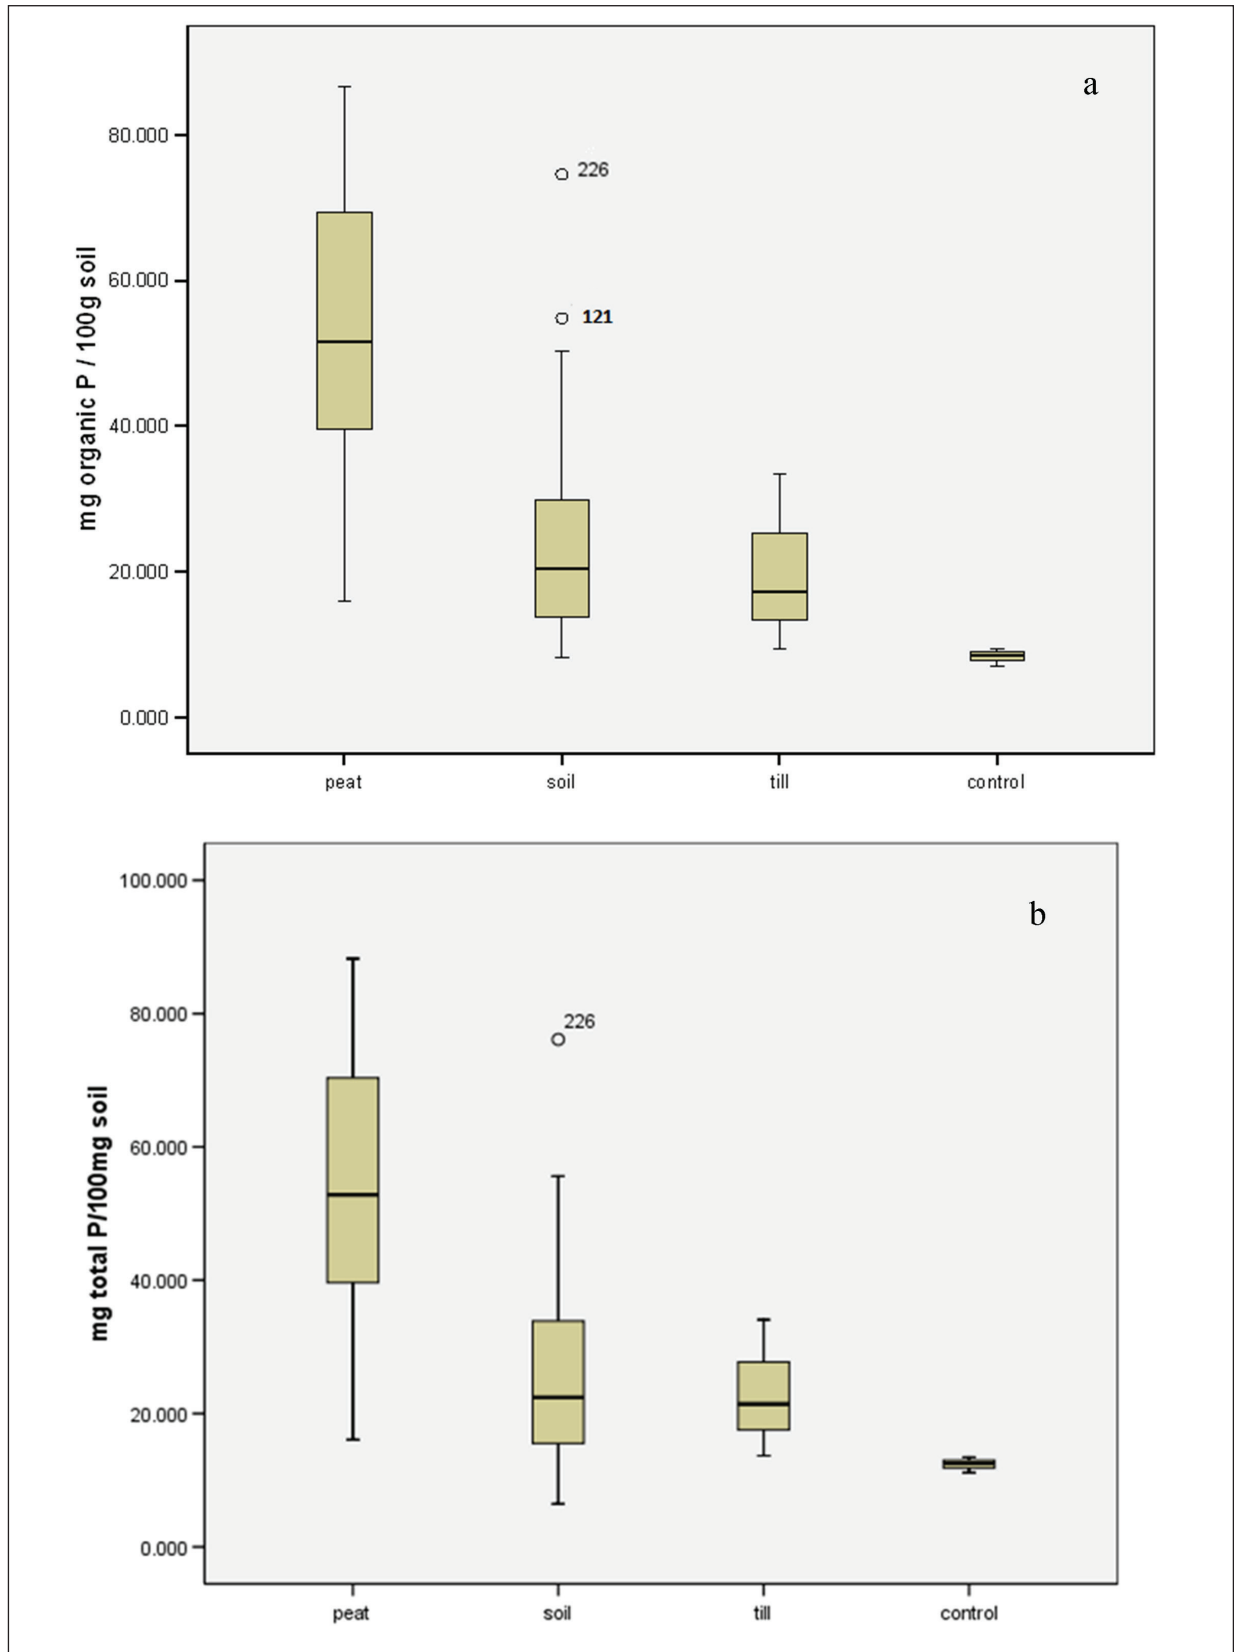 a
80.000
226
60.000
121
40.000
20.000
0.000
mg organic P / 100g soil
peat soil till control
b
100.000
80.000
226
60.000
40.000
20.000
0.000
mg total P/100mg soil
peat soil till control